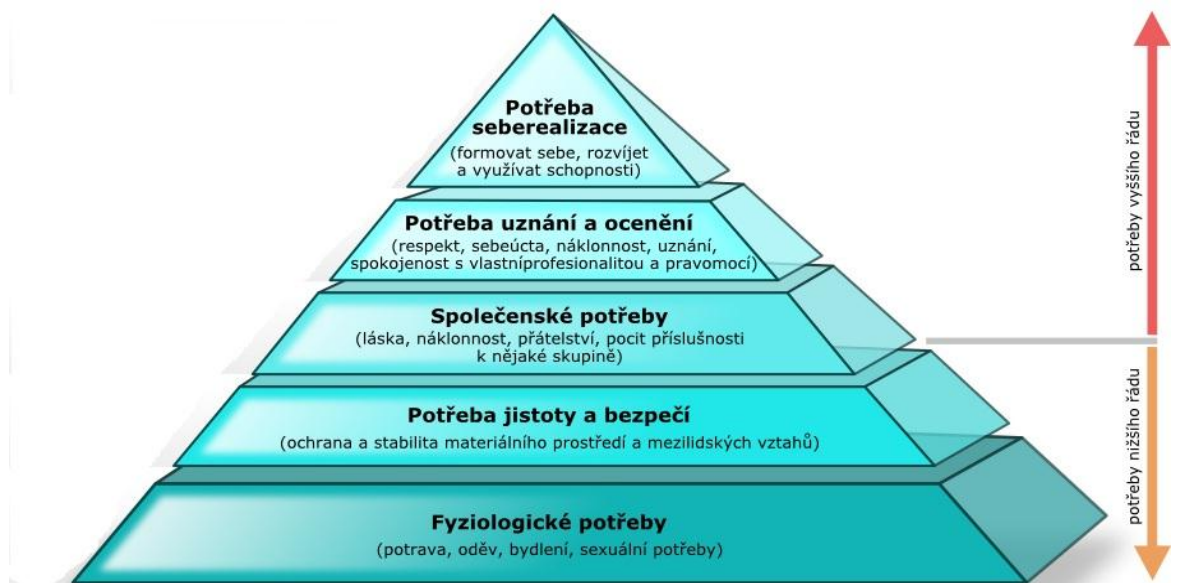 Potřeba
seberealizace
(formovat sebe, rozvíjet
a využívat schopnosti)
Potřeba uznání a ocenění
(respekt, sebeúcta, náklonnost, uznání,
spokojenost s vlastníprofesionalitou a pravomocí)
Společenské potřeby
(láska, náklonnost, přátelství, pocit příslušnosti
k nějaké skupině)
Potřeba jistoty a bezpečí
(ochrana a stabilita materiálního prostředí a mezilidských vztahů)
Fyziologické potřeby
(potrava, oděv, bydlení, sexuální potřeby)
potřeby vyššího řádu
potřeby nižšího řádu